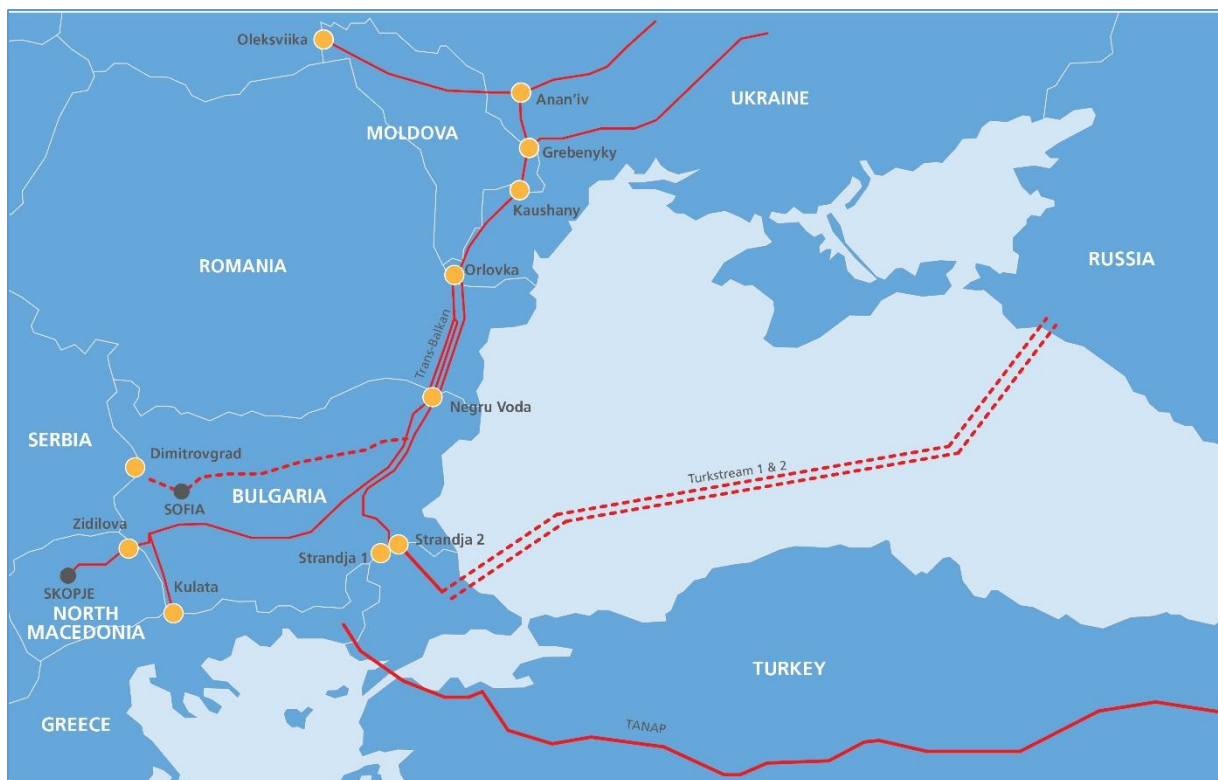 Oleksviika
UKRAINE
Anan'iv
MOLDOVA
Grebenyky
Kaushany
ROMANIA
Orlovka
RUSSIA
Trans-Balkan
Negru Voda
SERBIA
Dimitrovgrad
Turkstream 1 & 2
BULGARIA
SOFIA
Zidilova
Strandja 2
Strandja 1
SKOPJE
Kulata
NORTH
MACEDONIA
TURKEY
GREECE
TANAP